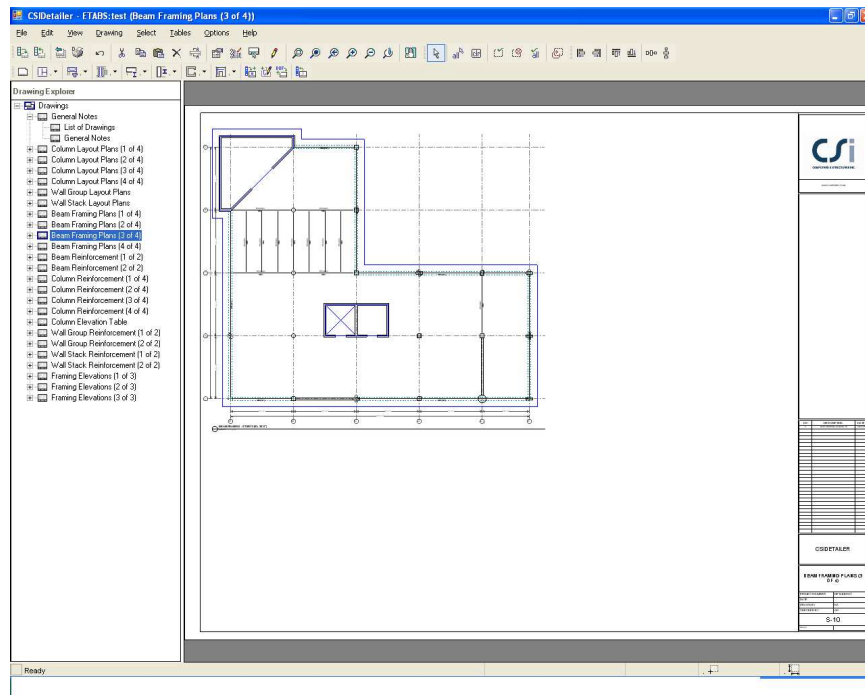 CSIDetailer - ETABS:test (Beam Framing Plans (3 of 4))
File Edit View Drawing Select Tables Options Help
Drawing Explorer
Drawings
General Notes
List of Drawings
General Notes
Column Layout Plans (1 of 4)
Column Layout Plans (2 of 4)
Column Layout Plans (3 of 4)
Column Layout Plans (4 of 4)
Wall Group Layout Plans
Wall Stack Layout Plans
Beam Framing Plans (1 of 4)
Beam Framing Plans (2 of 4)
Beam Framing Plans (3 of 4)
Beam Framing Plans (4 of 4)
Beam Reinforcement (1 of 2)
Beam Reinforcement (2 of 2)
Column Reinforcement (1 of 4)
Column Reinforcement (2 of 4)
Column Reinforcement (3 of 4)
Column Reinforcement (4 of 4)
Column Elevation Table
Wall Group Reinforcement (1 of 2)
Wall Group Reinforcement (2 of 2)
Wall Stack Reinforcement (1 of 2)
Wall Stack Reinforcement (2 of 2)
Framing Elevations (1 of 3)
Framing Elevations (2 of 3)
Framing Elevations (3 of 3)
CSi
CSIDETAILER
BEAM FRAMING PLANS (3
OF 4)
S-10
Ready